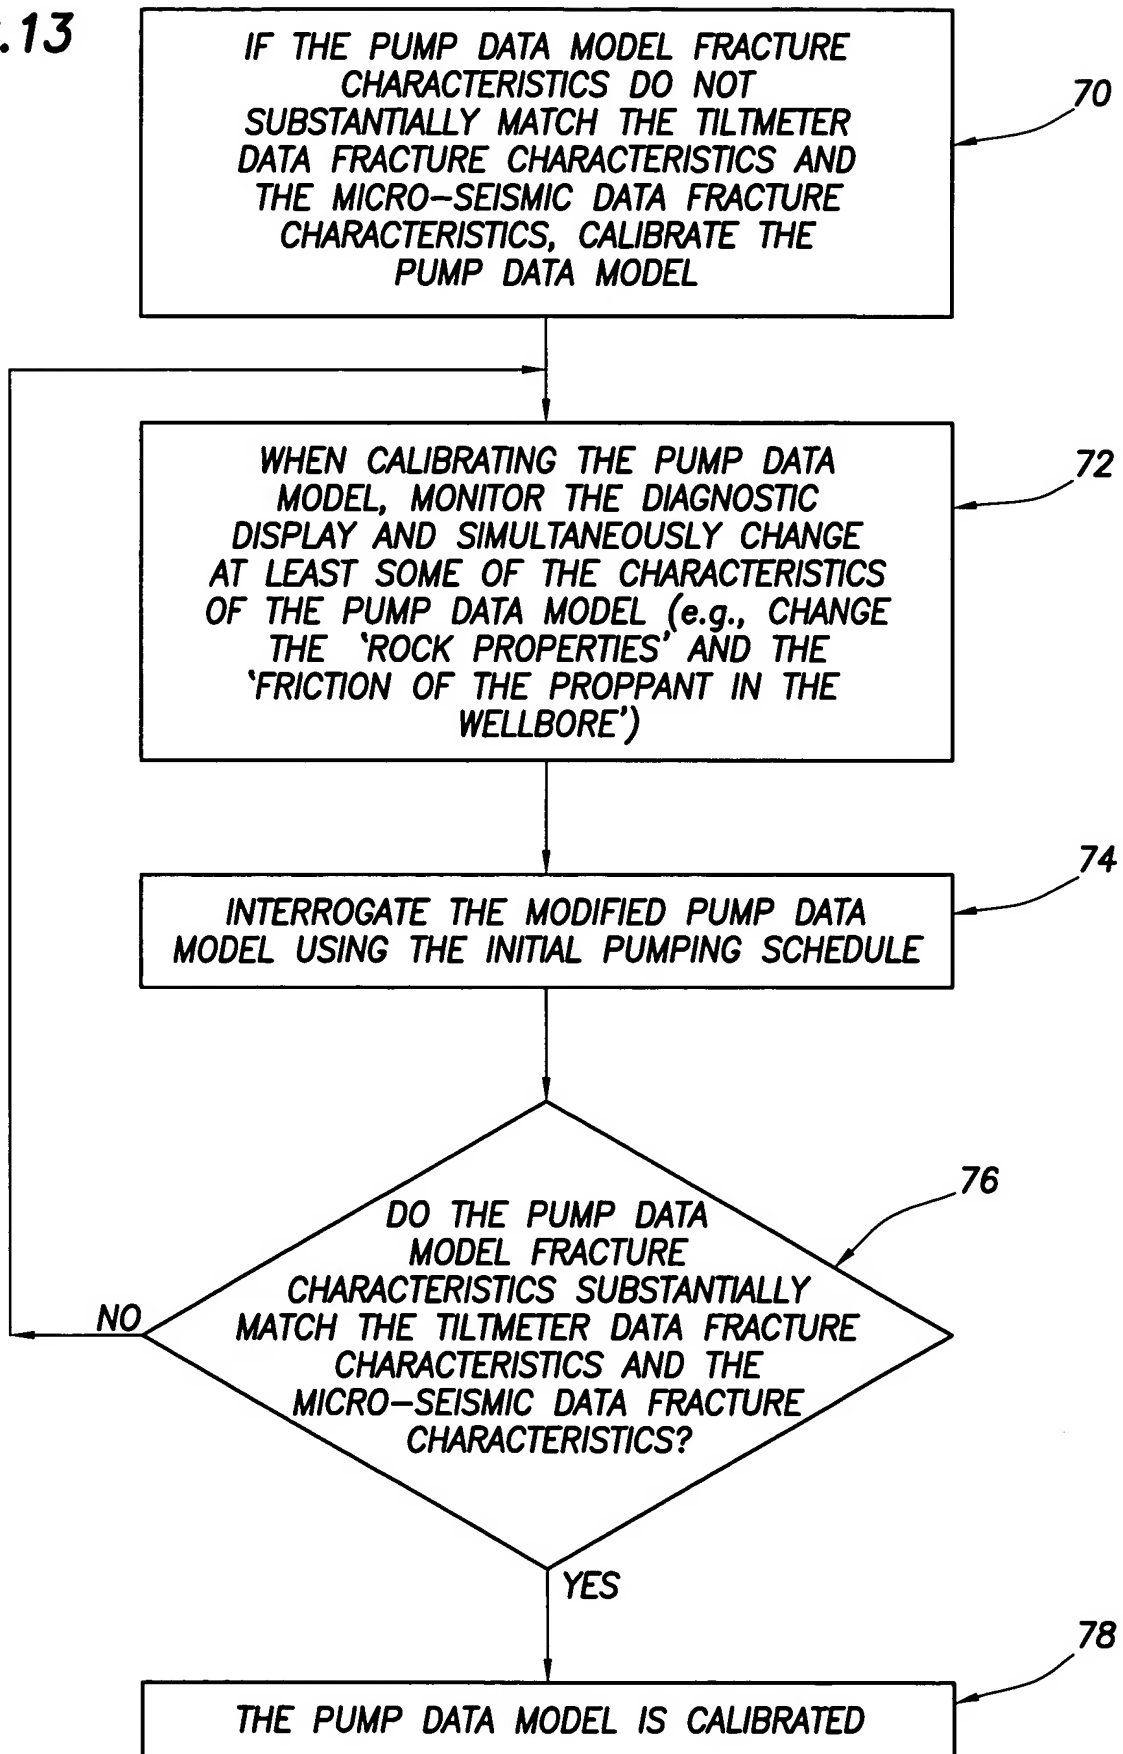 .13
IF THE PUMP DATA MODEL FRACTURE
CHARACTERISTICS DO NOT
SUBSTANTIALLY MATCH THE TILTMETER
DATA FRACTURE CHARACTERISTICS AND
THE MICRO-SEISMIC DATA FRACTURE
CHARACTERISTICS, CALIBRATE THE
PUMP DATA MODEL
70
WHEN CALIBRATING THE PUMP DATA
MODEL, MONITOR THE DIAGNOSTIC
DISPLAY AND SIMULTANEOUSLY CHANGE
AT LEAST SOME OF THE CHARACTERISTICS
OF THE PUMP DATA MODEL (e.g., CHANGE
THE 'ROCK PROPERTIES' AND THE
'FRICTION OF THE PROPPANT IN THE
WELLBORE')
72
INTERROGATE THE MODIFIED PUMP DATA
MODEL USING THE INITIAL PUMPING SCHEDULE
74
DO THE PUMP DATA
MODEL FRACTURE
CHARACTERISTICS SUBSTANTIALLY
MATCH THE TILTMETER DATA FRACTURE
CHARACTERISTICS AND THE
MICRO-SEISMIC DATA FRACTURE
CHARACTERISTICS?
76
NO
YES
THE PUMP DATA MODEL IS CALIBRATED
78